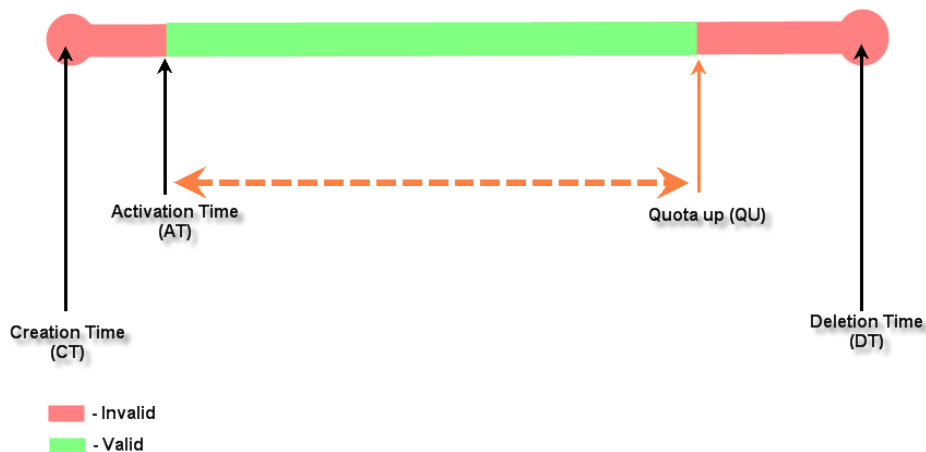 Activation Time
(AT)
Quota up (QU)
Creation Time
(CT)
Deletion Time
(DT)
- Invalid
- Valid